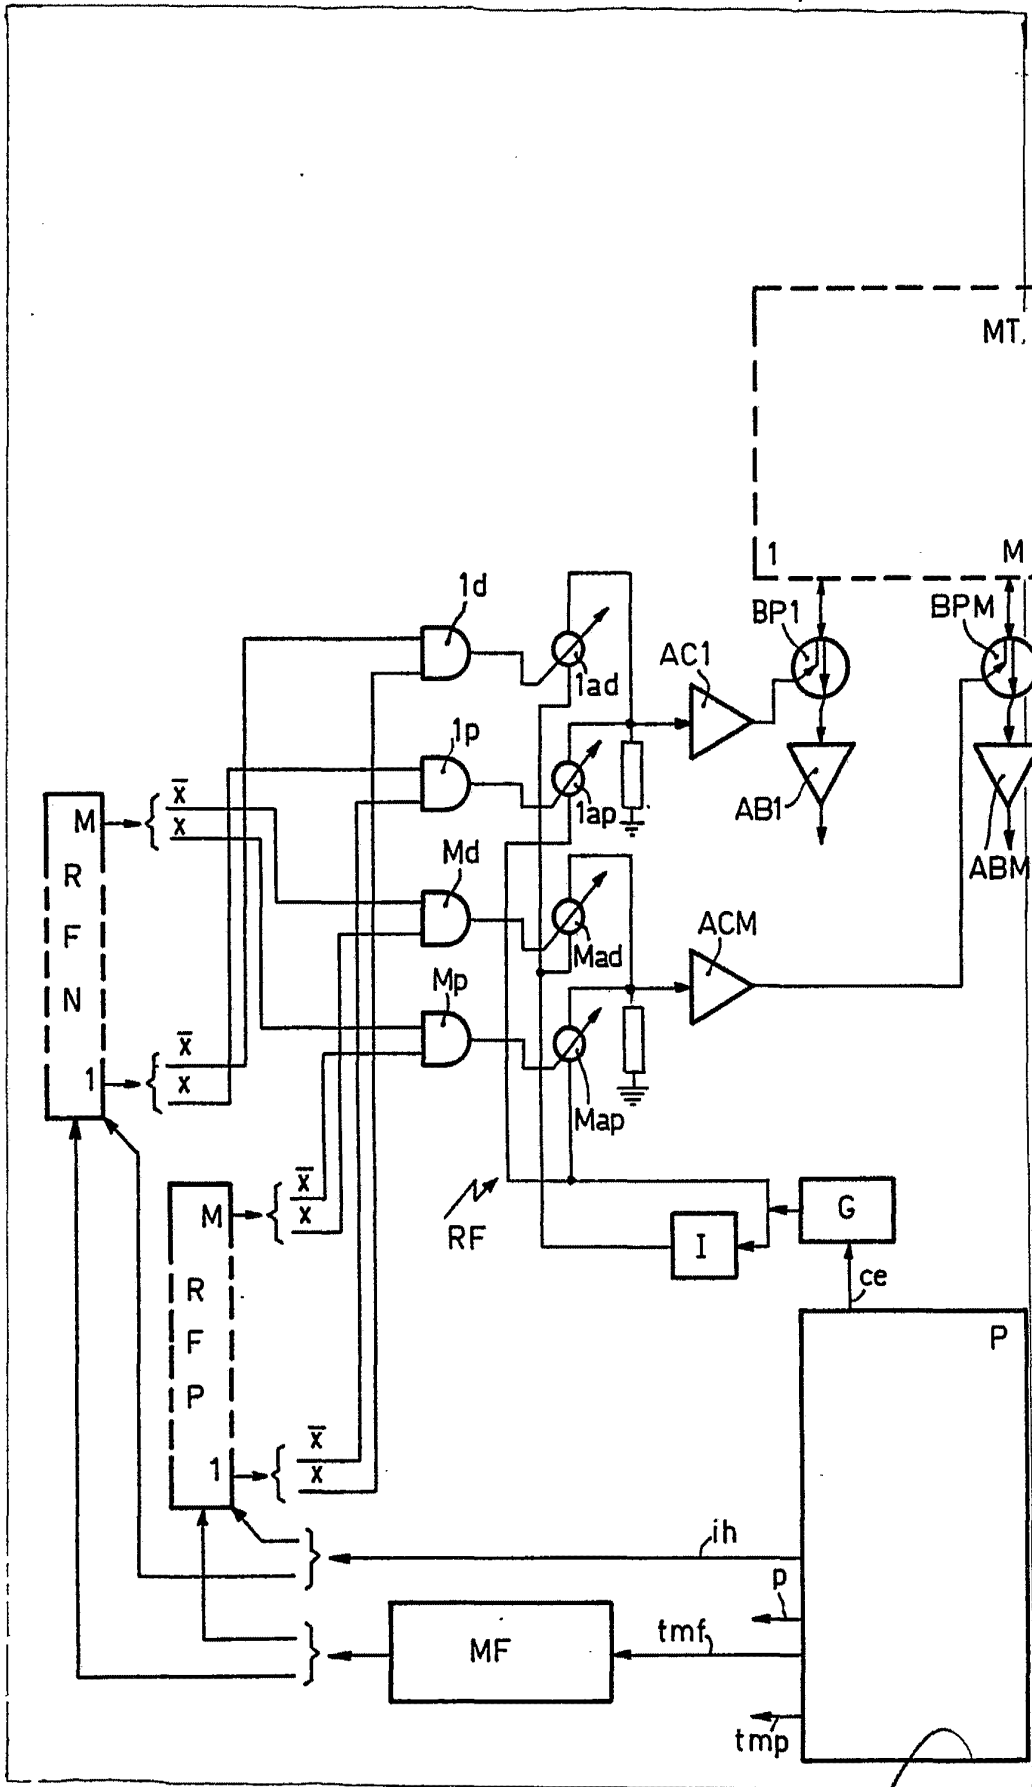 MT.
1 M
1d
BP1 BPM
AC1
1ad
1p
x̅
x
M
1ap
AB1
ABM
R
F
N
1
Md
Mad
ACM
Mp
x̅
x
Map
x̅
x
M
RF
I
G
ce
R
F
P
1
P
x̅
x
ih
p
MF
tmf
tmp